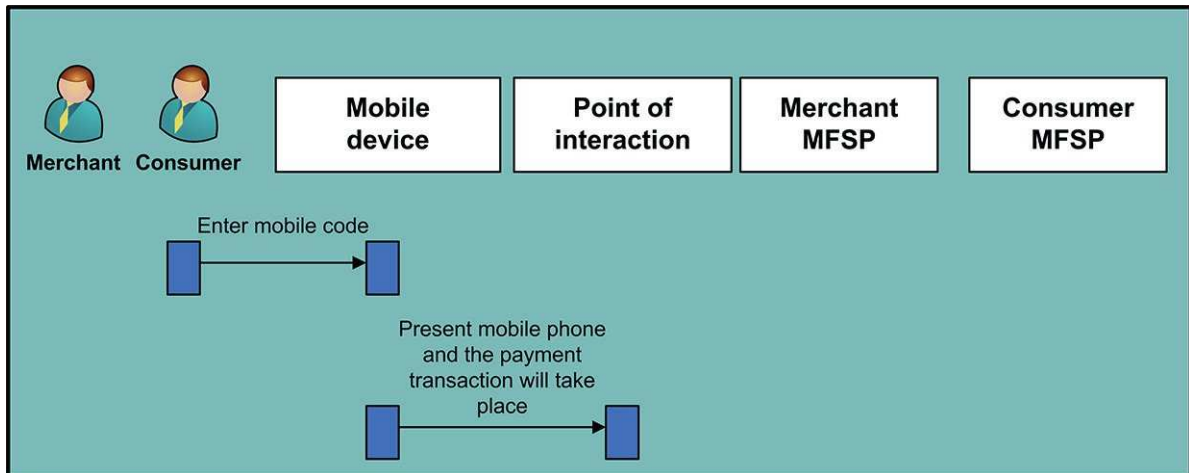 Merchant
Consumer
Mobile
device
Point of
interaction
Merchant
MFSP
Consumer
MFSP
Enter mobile code
Present mobile phone
and the payment
transaction will take
place